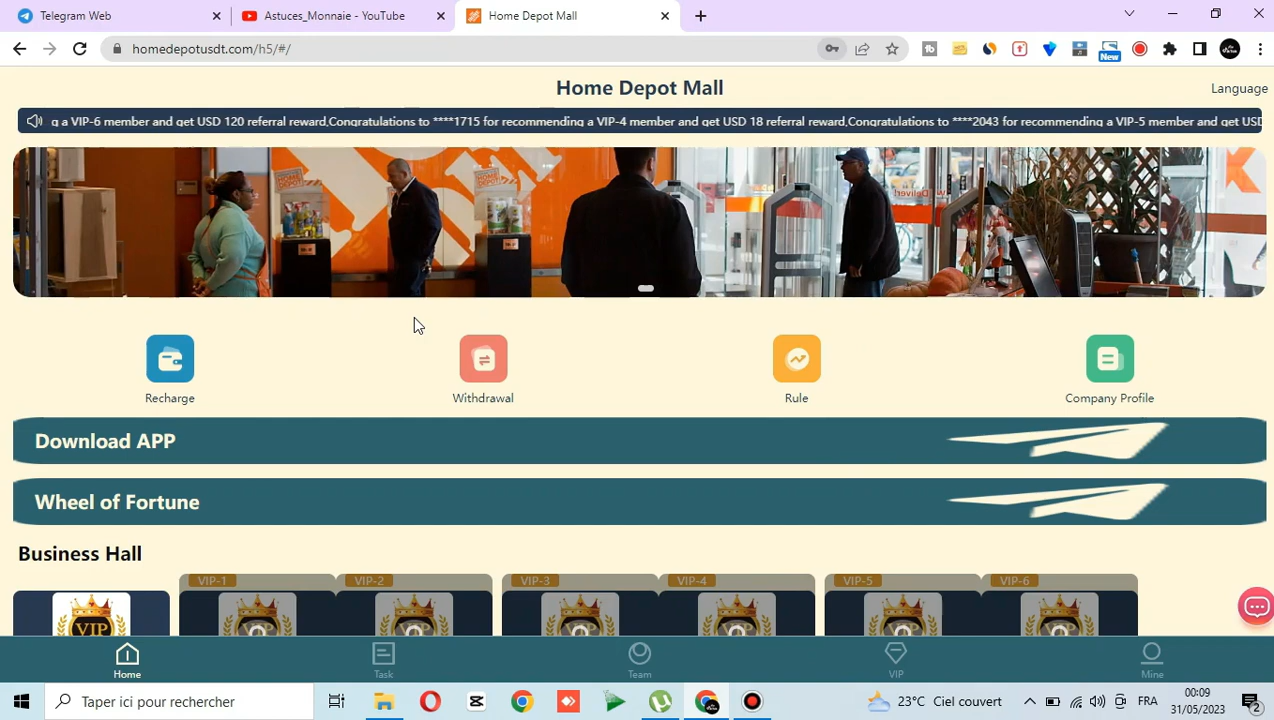 Telegram Web
Astuces_Monnaie - YouTube
Home Depot Mall
homedepotusdt.com/h5/#/
New
Home Depot Mall
Language
g a VIP-6 member and get USD 120 referral reward,Congratulations to ****1715 for recommending a VIP-4 member and get USD 18 referral reward,Congratulations to ****2043 for recommending a VIP-5 member and get USD
Recharge
Withdrawal
Rule
Company Profile
Download APP
Wheel of Fortune
Business Hall
VIP-1
VIP-2
VIP-3
VIP-4
VIP-5
VIP-6
VIP
Home
Task
Team
VIP
Mine
Taper ici pour rechercher
23°C Ciel couvert
FRA
00:09
31/05/2023
2